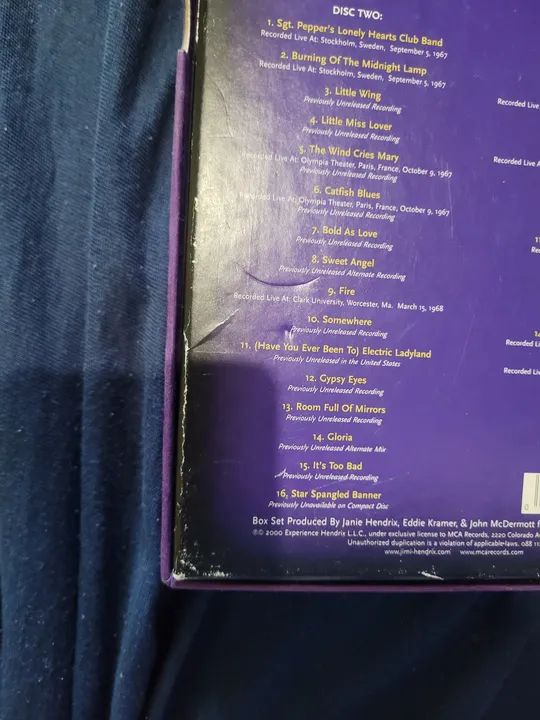 DISC TWO:
1. Sgt. Pepper's Lonely Hearts Club Band
Recorded Live At: Stockholm, Sweden, September 5, 1967
2. Burning Of The Midnight Lamp
Recorded Live At: Stockholm, Sweden, September 5, 1967
3. Little Wing
Previously Unreleased Recording
4. Little Miss Lover
Previously Unreleased Recording
5. The Wind Cries Mary
Recorded Live At: Olympia Theater, Paris, France, October 9, 1967
Previously Unreleased Recording
6. Catfish Blues
Recorded Live At: Olympia Theater, Paris, France, October 9, 1967
Previously Unreleased Recording
7. Bold As Love
Previously Unreleased Recording
8. Sweet Angel
Previously Unreleased Alternate Recording
9. Fire
Recorded Live At: Clark University, Worcester, Ma. March 15, 1968
10. Somewhere
Previously Unreleased Recording
11. (Have You Ever Been To) Electric Ladyland
Previously Unreleased in the United States
12. Gypsy Eyes
Previously Unreleased Recording
13. Room Full Of Mirrors
Previously Unreleased Recording
14. Gloria
Previously Unreleased Alternate Mix
15. It's Too Bad
Previously Unreleased Recording
16. Star Spangled Banner
Previously Unavailable on Compact Disc
Recorded Live
Recorded Live A
11
Re
14
Recorded Li
Recorded Live
0
Box Set Produced By Janie Hendrix, Eddie Kramer, & John McDermott f
℗© 2000 Experience Hendrix L.L.C., under exclusive license to MCA Records, 2220 Colorado A
Unauthorized duplication is a violation of applicable laws. 088 11
www.jimi-hendrix.com • www.mcarecords.com